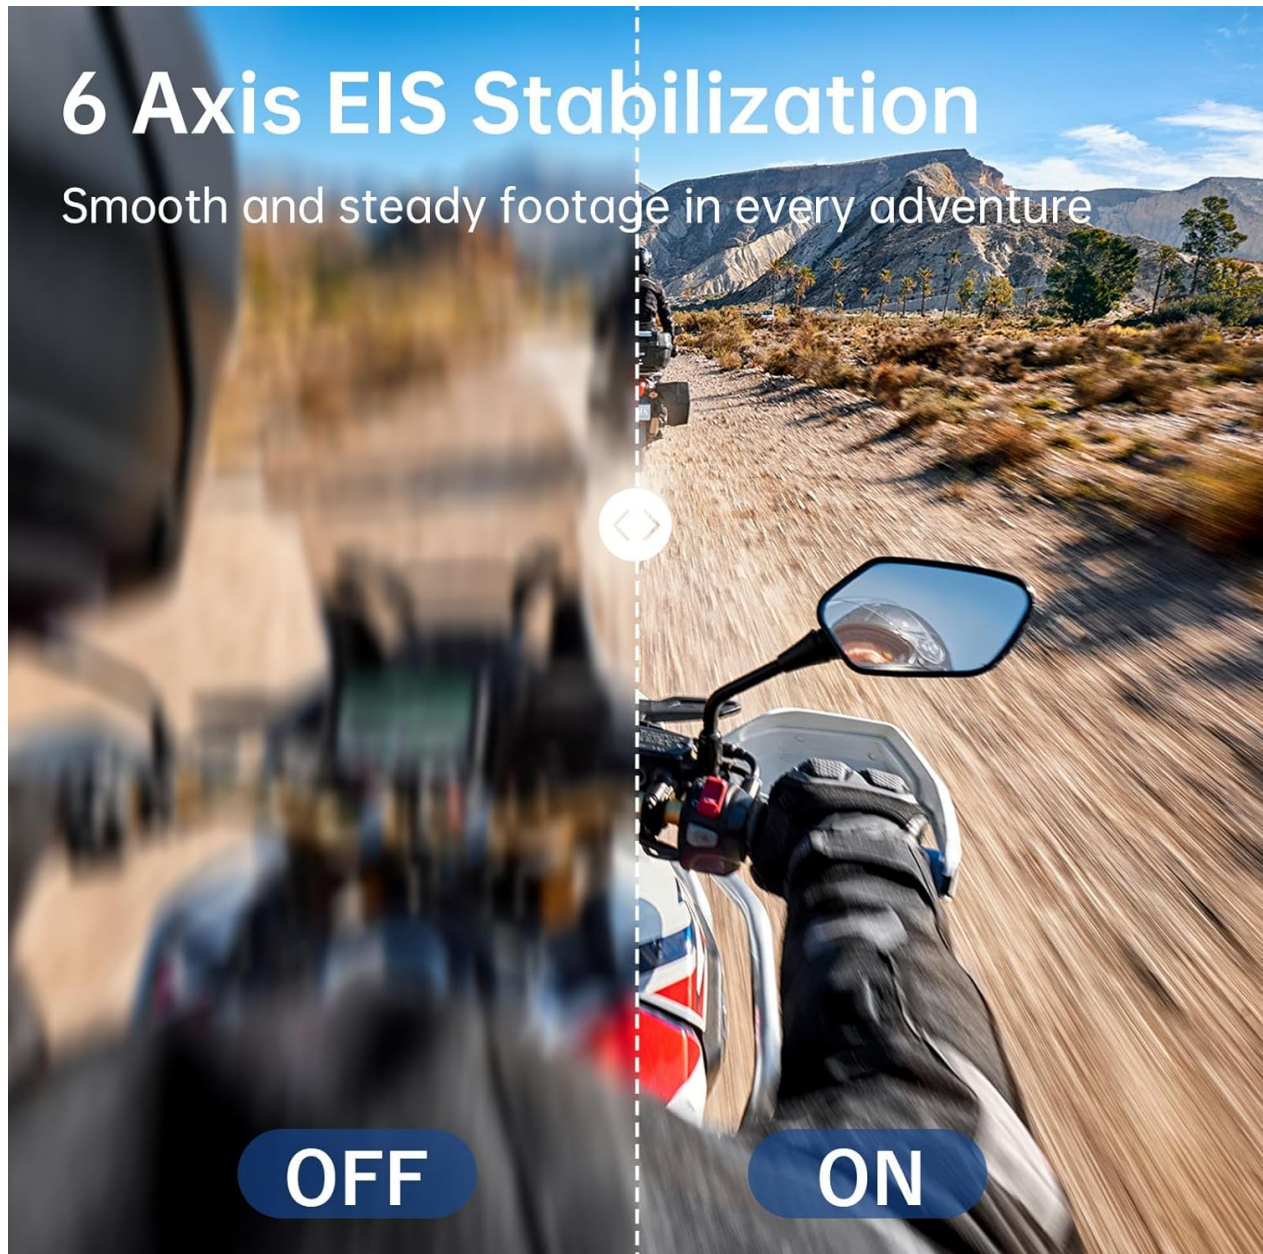 6 Axis EIS Stabilization
Smooth and steady footage in every adventure
OFF
ON